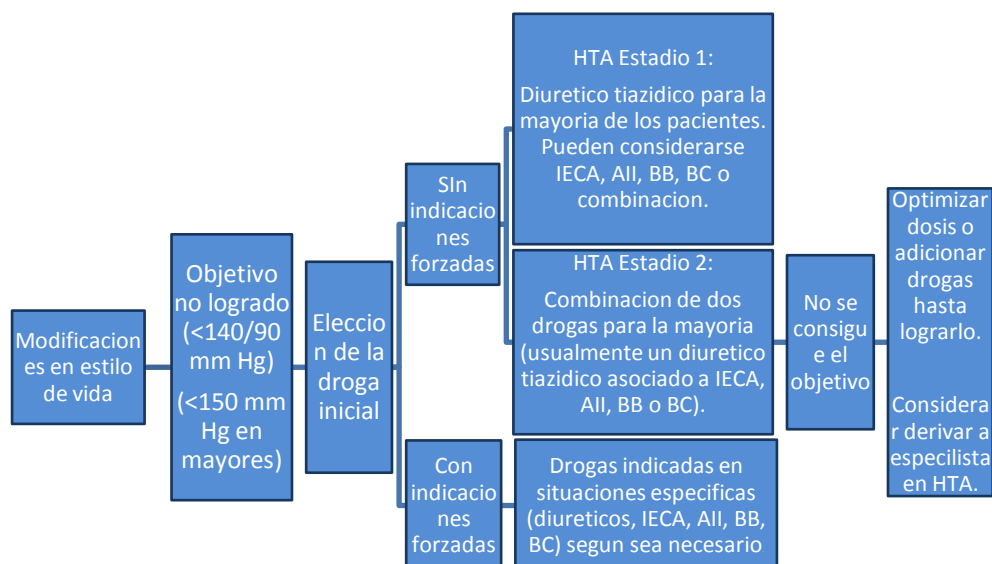 Modificacion
es en estilo
de vida
Objetivo
no logrado
(<140/90
mm Hg)
(<150 mm
Hg en
mayores)
Eleccio
n de la
droga
inicial
SIn
indicacio
nes
forzadas
HTA Estadio 1:
Diuretico tiazidico para la
mayoria de los pacientes.
Pueden considerarse
IECA, AII, BB, BC o
combinacion.
HTA Estadio 2:
Combinacion de dos
drogas para la mayoria
(usualmente un diuretico
tiazidico asociado a IECA,
AII, BB o BC).
No se
consigu
e el
objetivo
Optimizar
dosis o
adicionar
drogas
hasta
lograrlo.
Considera
r derivar a
especilista
en HTA.
Con
indicacio
nes
forzadas
Drogas indicadas en
situaciones especificas
(diureticos, IECA, AII, BB,
BC) segun sea necesario